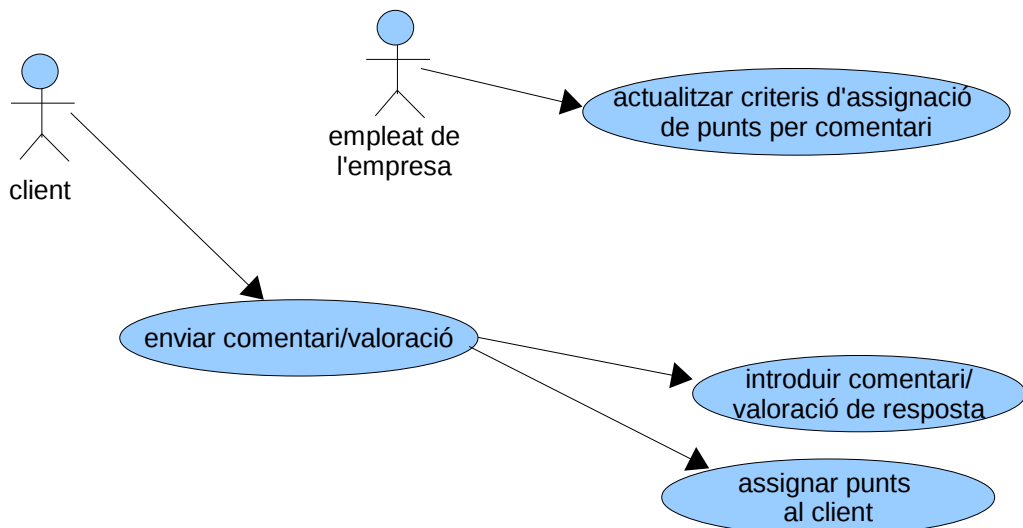 client
empleat de
l'empresa
actualitzar criteris d'assignació
de punts per comentari
enviar comentari/valoració
introduir comentari/
valoració de resposta
assignar punts
al client